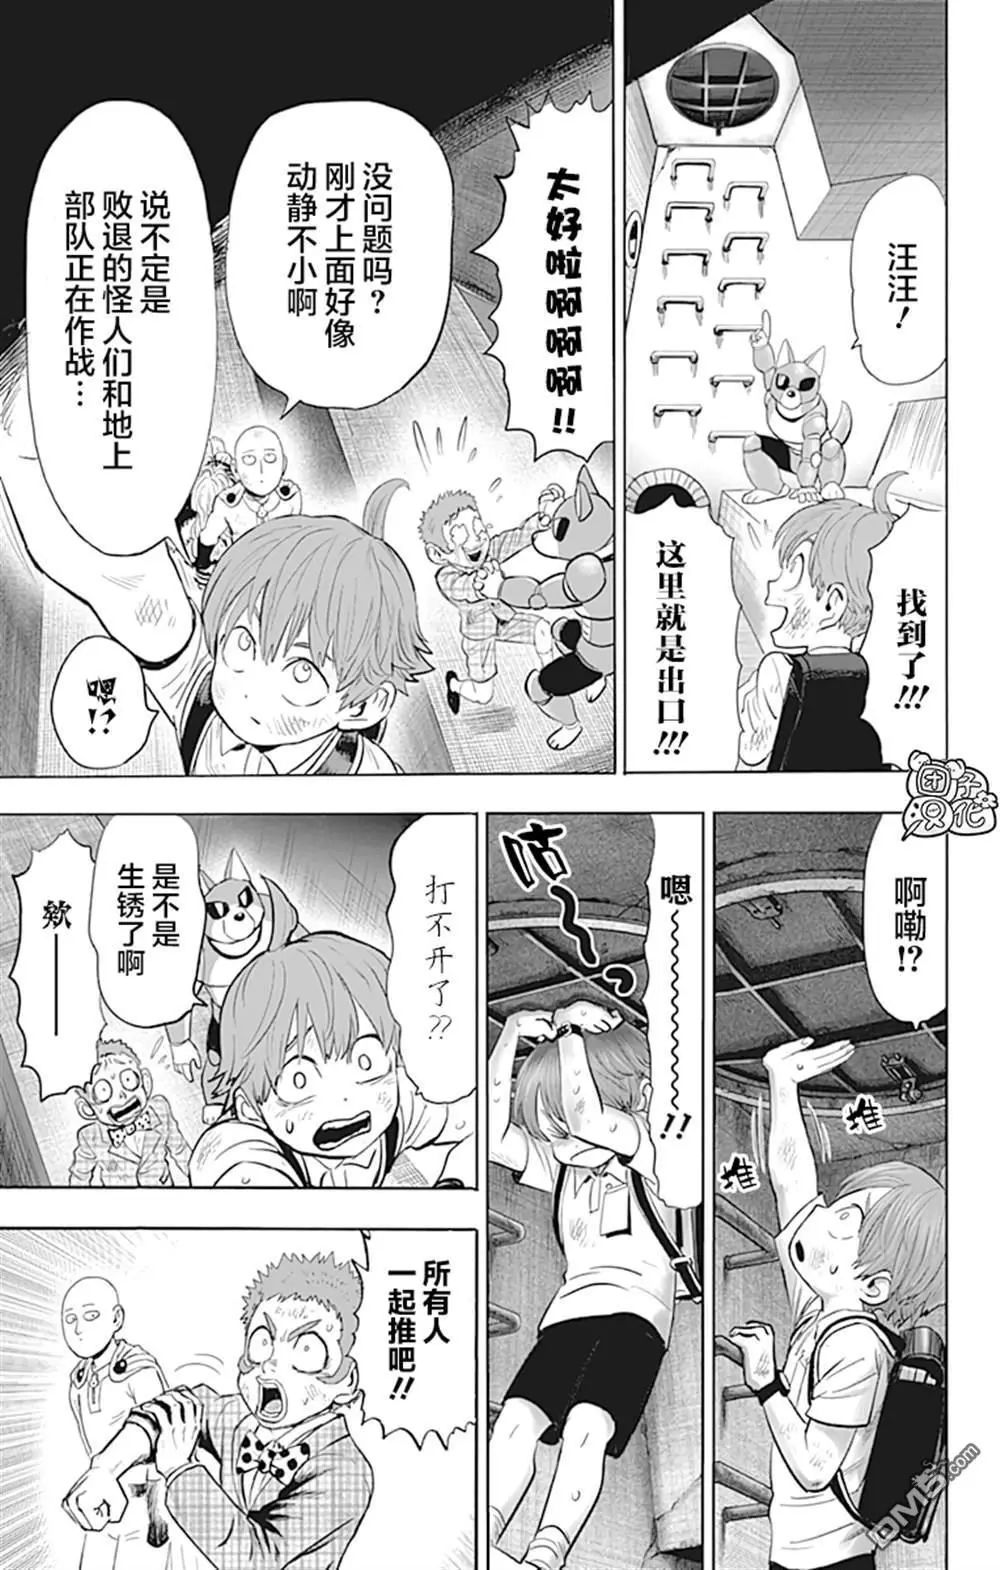 汪汪！
找到了!!!
这里就是出口!!!
太好啦啊啊啊啊!!
没问题吗？
刚才上面好像
动静不小啊
说不定是
败退的怪人们和地上
部队正在作战…
嗯!?
啊嘞!?
推
推
嗯～～～～!!
咕～～
打不开了??
是不是
生锈了啊
欸——
所有人
一起推吧!!
团子
汉化
DM5.com